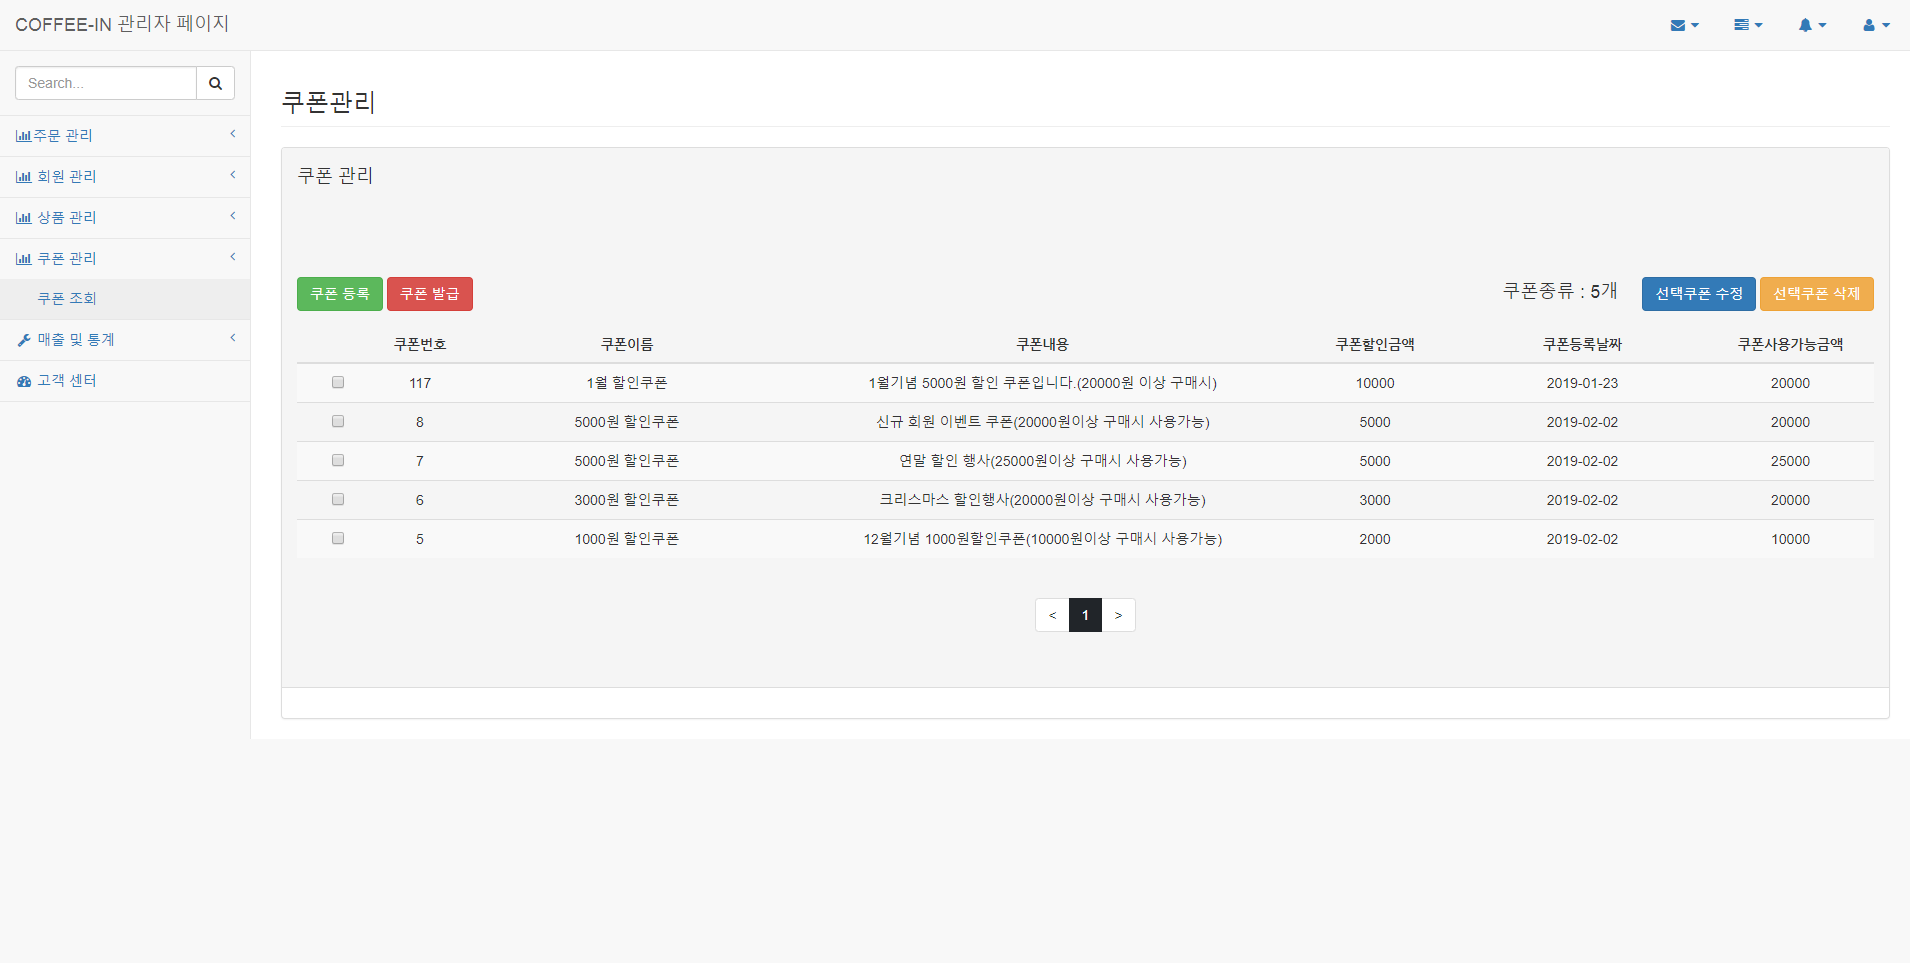 COFFEE-IN 관리자 페이지
Search...
주문 관리
회원 관리
상품 관리
쿠폰 관리
쿠폰 조회
매출 및 통계
고객 센터
쿠폰관리
쿠폰 관리
쿠폰 등록 쿠폰 발급 쿠폰종류 : 5개 선택쿠폰 수정 선택쿠폰 삭제
쿠폰번호 쿠폰이름 쿠폰내용 쿠폰할인금액 쿠폰등록날짜 쿠폰사용가능금액
117 1월 할인쿠폰 1월기념 5000원 할인 쿠폰입니다.(20000원 이상 구매시) 10000 2019-01-23 20000
8 5000원 할인쿠폰 신규 회원 이벤트 쿠폰(20000원이상 구매시 사용가능) 5000 2019-02-02 20000
7 5000원 할인쿠폰 연말 할인 행사(25000원이상 구매시 사용가능) 5000 2019-02-02 25000
6 3000원 할인쿠폰 크리스마스 할인행사(20000원이상 구매시 사용가능) 3000 2019-02-02 20000
5 1000원 할인쿠폰 12월기념 1000원할인쿠폰(10000원이상 구매시 사용가능) 2000 2019-02-02 10000
< 1 >